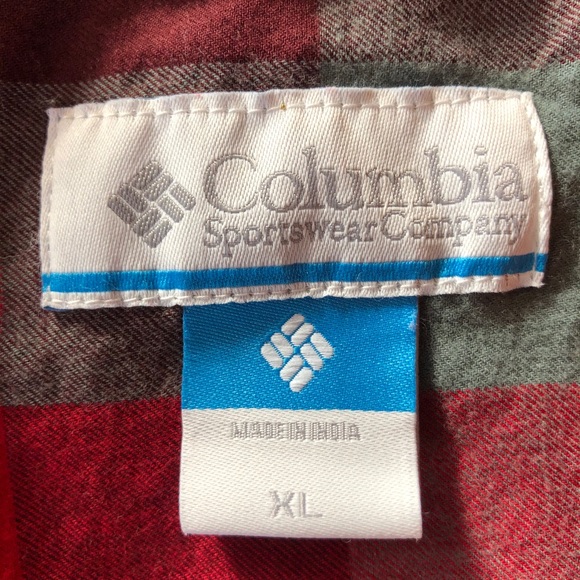 Columbia
Sportswear Company
MADE IN INDIA
XL